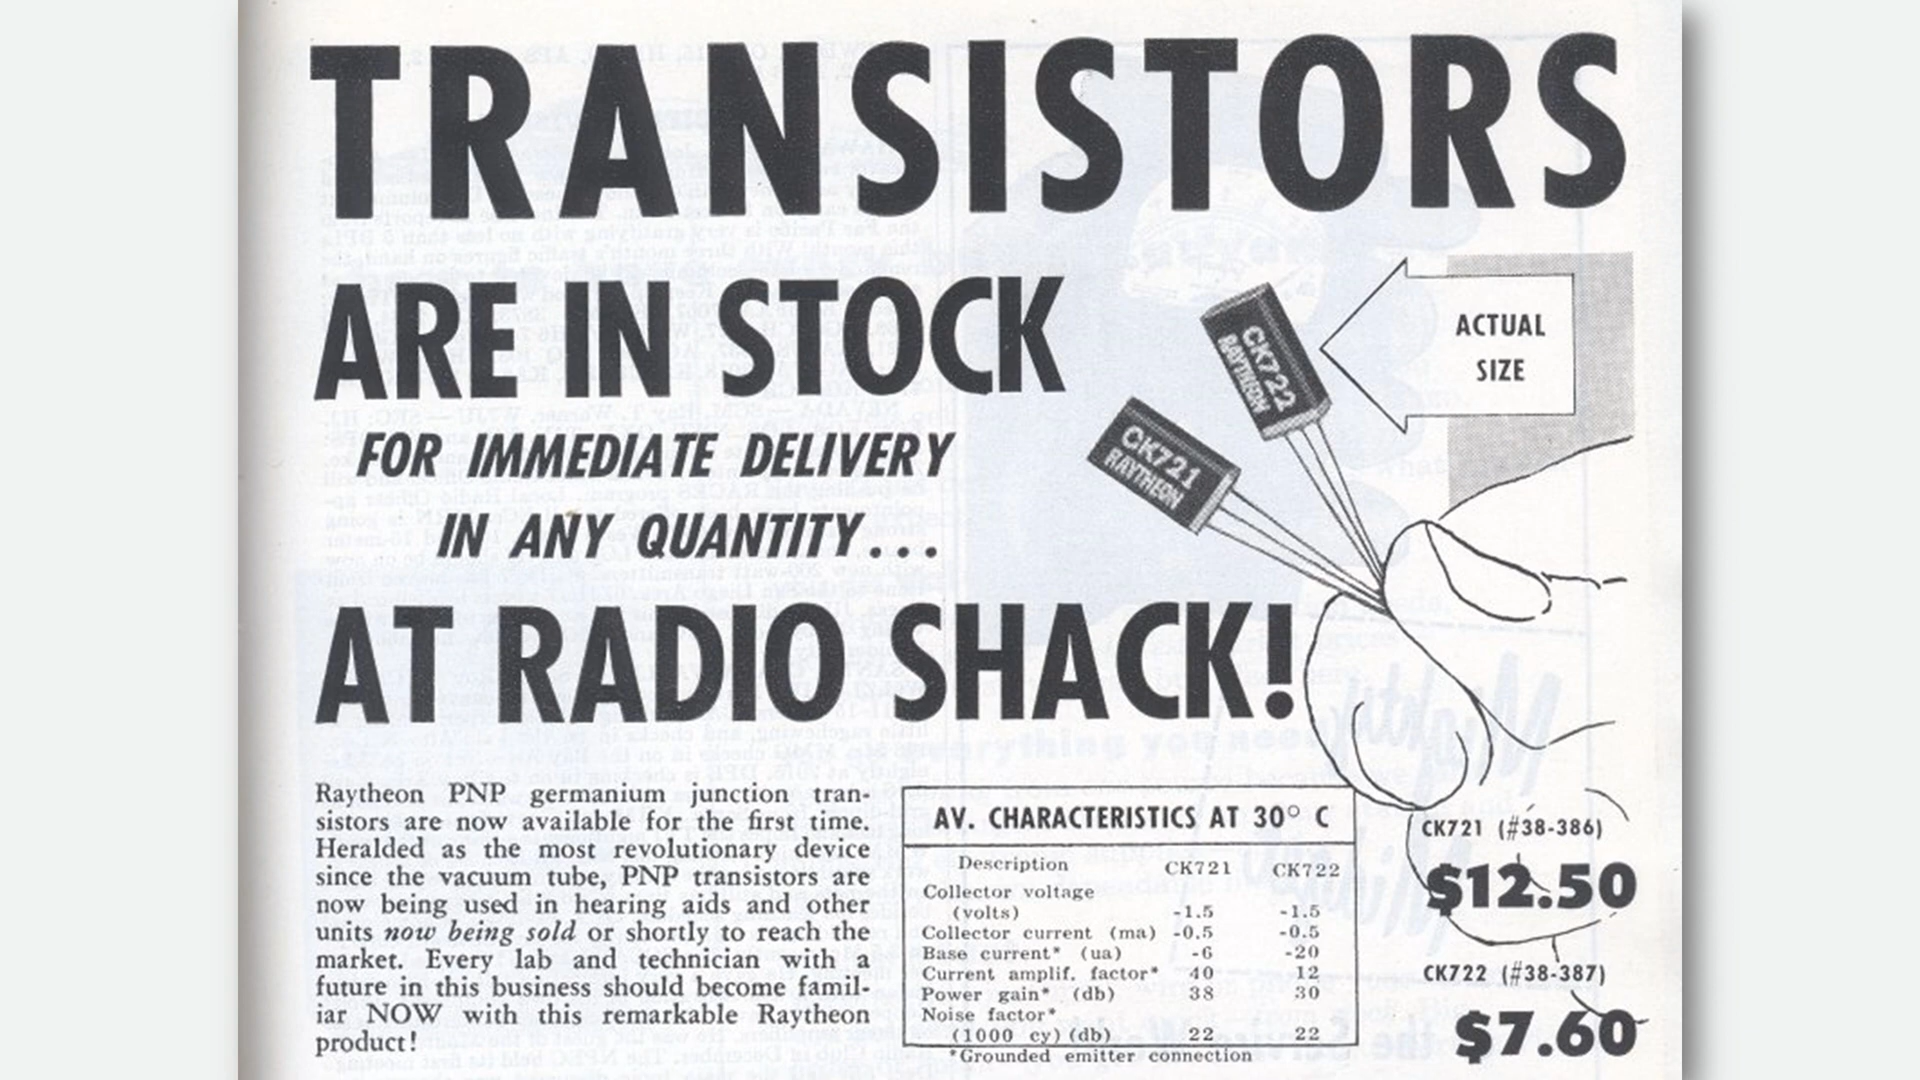 TRANSISTORS
ARE IN STOCK
FOR IMMEDIATE DELIVERY
IN ANY QUANTITY...
AT RADIO SHACK!
ACTUAL
SIZE
CK722
RAYTHEON
CK721
RAYTHEON
Raytheon PNP germanium junction tran-
sistors are now available for the first time.
Heralded as the most revolutionary device
since the vacuum tube, PNP transistors are
now being used in hearing aids and other
units now being sold or shortly to reach the
market. Every lab and technician with a
future in this business should become famil-
iar NOW with this remarkable Raytheon
product!
AV. CHARACTERISTICS AT 30° C
Description CK721 CK722
Collector voltage
(volts) -1.5 -1.5
Collector current (ma) -0.5 -0.5
Base current* (ua) -6 -20
Current amplif. factor* 40 12
Power gain* (db) 38 30
Noise factor*
(1000 cy) (db) 22 22
*Grounded emitter connection
CK721 (#38-386)
$12.50
CK722 (#38-387)
$7.60